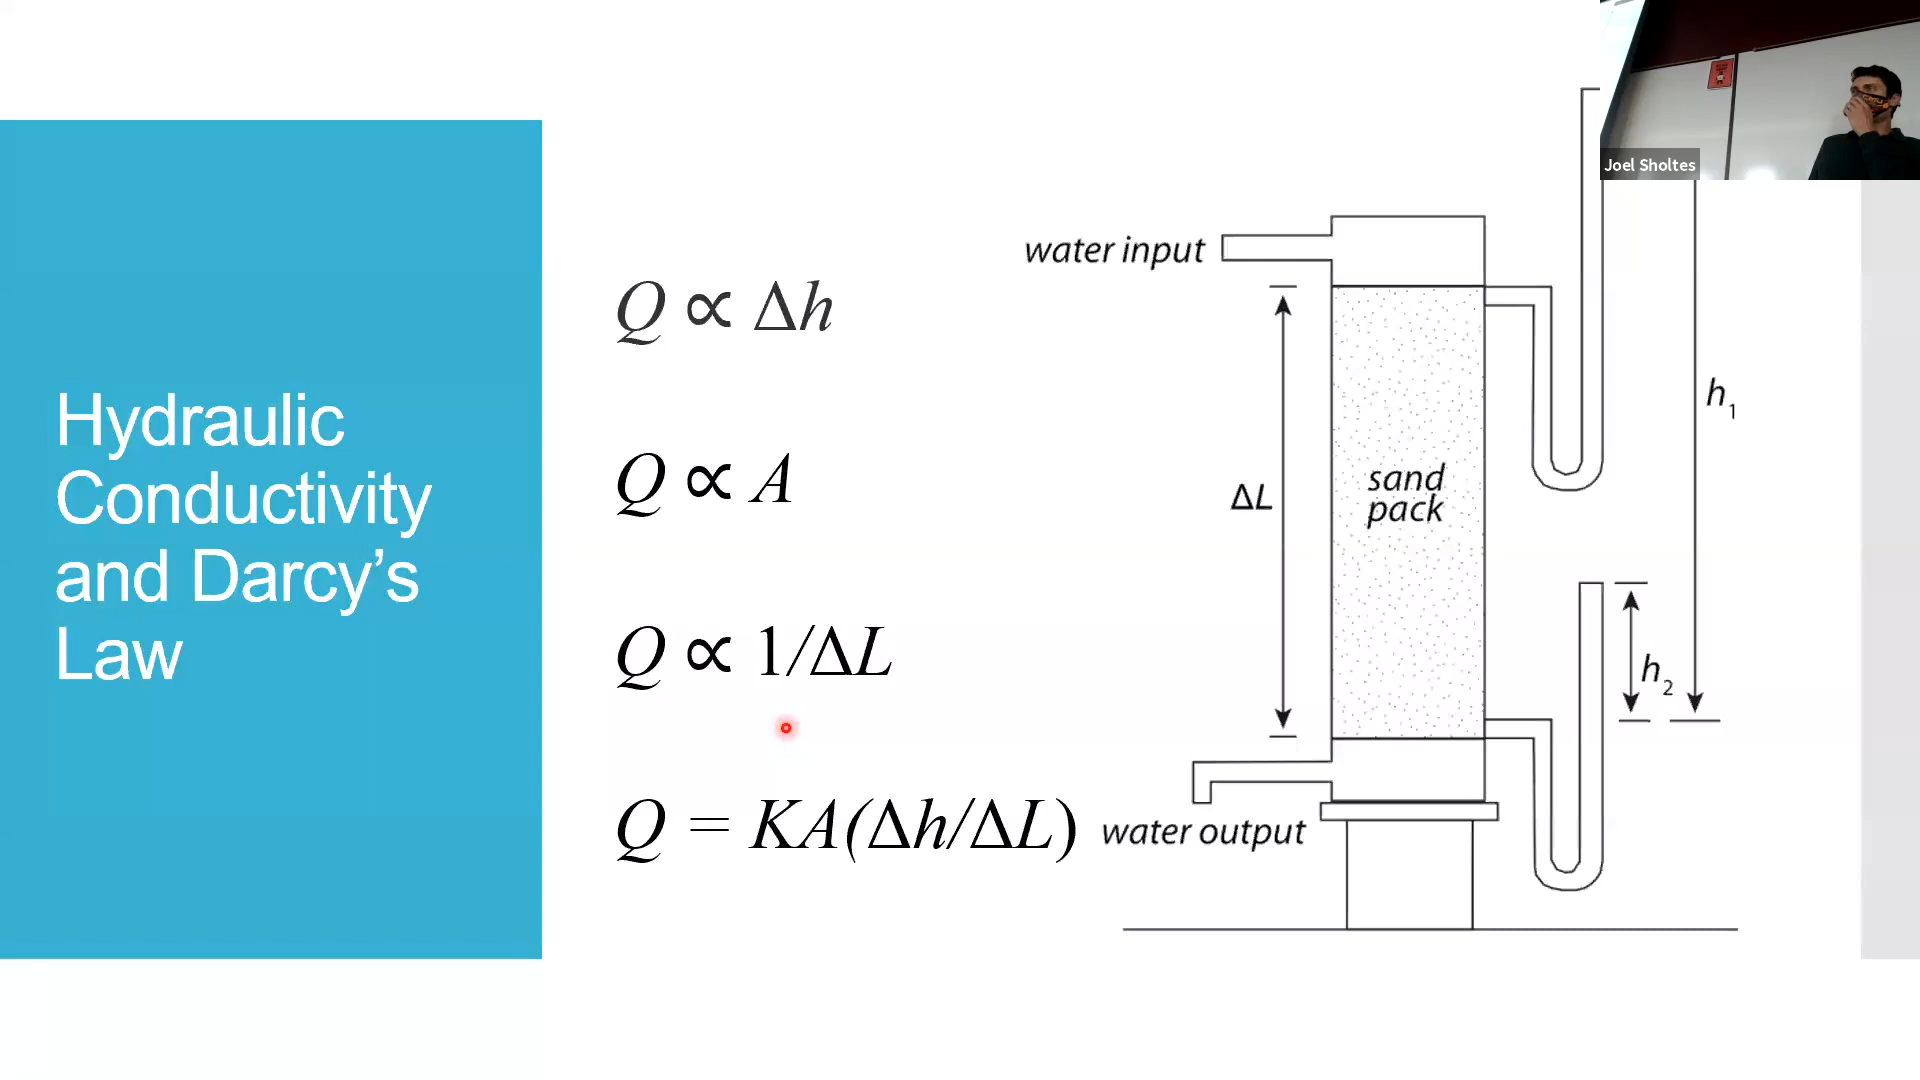 Joel Sholtes
Hydraulic
Conductivity
and Darcy’s
Law
Q ∝ Δh
Q ∝ A
Q ∝ 1/ΔL
Q = KA(Δh/ΔL)
water input
h₁
ΔL
sand
pack
h₂
water output